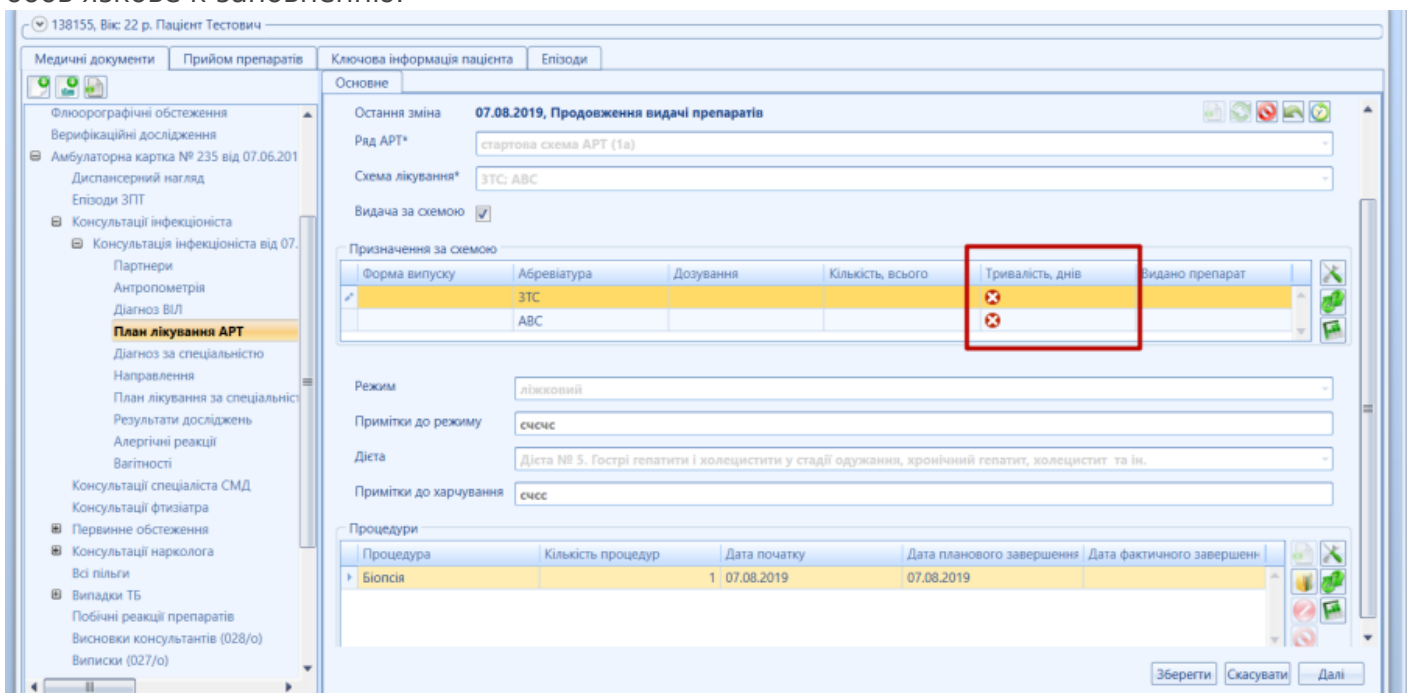 138155, Вік: 22 р. Пацієнт Тестович
Медичні документи
Прийом препаратів
Ключова інформація пацієнта
Епізоди
Флюорографічні обстеження
Верифікаційні дослідження
Амбулаторна картка № 235 від 07.06.201
Диспансерний нагляд
Епізоди ЗПТ
Консультації інфекціоніста
Консультація інфекціоніста від 07.
Партнери
Антропометрія
Діагноз ВІЛ
План лікування АРТ
Діагноз за спеціальністю
Направлення
План лікування за спеціальніст
Результати досліджень
Алергічні реакції
Вагітності
Консультації спеціаліста СМД
Консультації фтизіатра
Первинне обстеження
Консультації нарколога
Всі пільги
Випадки ТБ
Побічні реакції препаратів
Висновки консультантів (028/о)
Виписки (027/о)
Основне
Остання зміна 07.08.2019, Продовження видачі препаратів
Ряд АРТ* стартова схема АРТ (1а)
Схема лікування* 3TC; ABC
Видача за схемою
Призначення за схемою
Форма випуску Абревіатура Дозування Кількість, всього Тривалість, днів Видано препарат
3TC
ABC
Режим ліжковий
Примітки до режиму счсчс
Дієта Дієта № 5. Гострі гепатити і холецистити у стадії одужання, хронічний гепатит, холецистит та ін.
Примітки до харчування счсс
Процедури
Процедура Кількість процедур Дата початку Дата планового завершення Дата фактичного завершенн
Біопсія 1 07.08.2019 07.08.2019
Зберегти Скасувати Далі